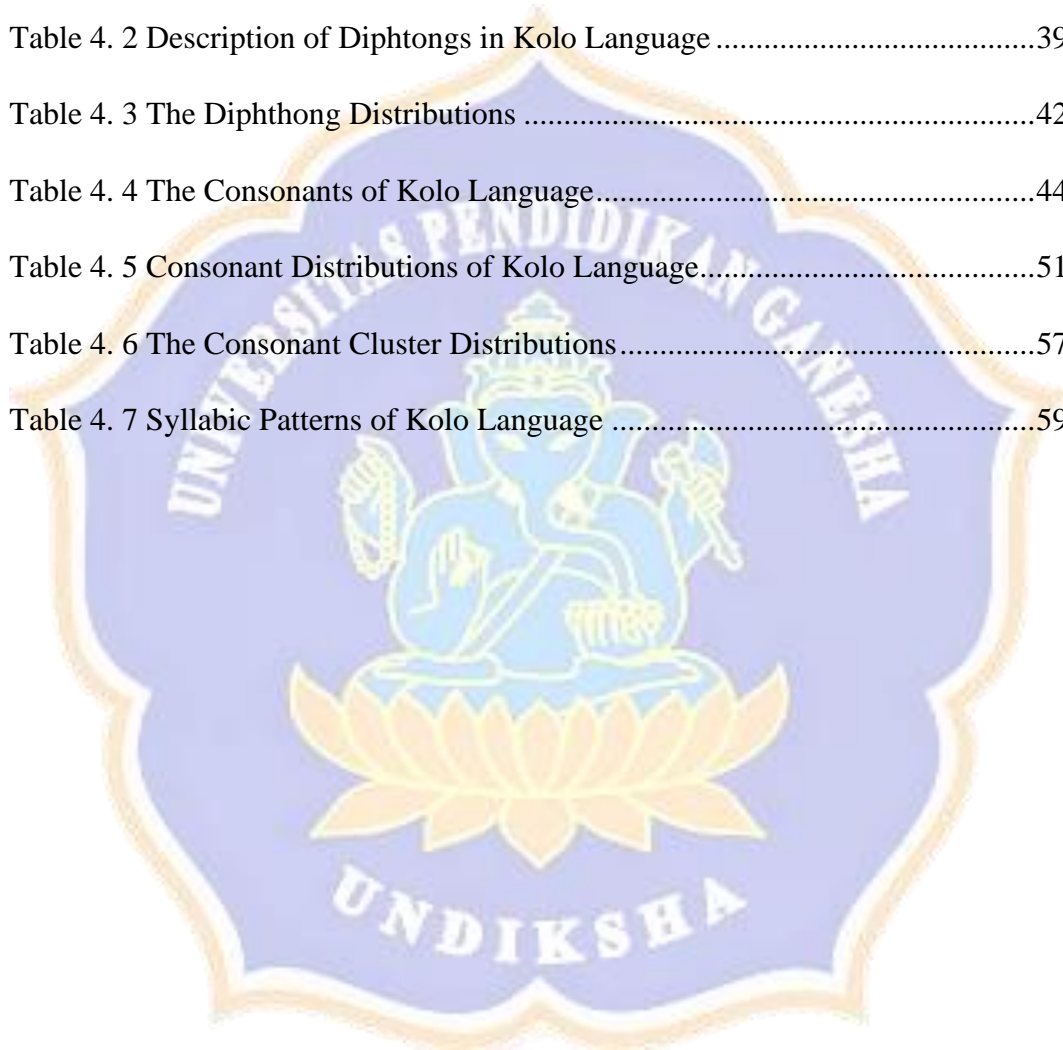 Table 4. 2 Description of Diphtongs in Kolo Language ...................................39
Table 4. 3 The Diphthong Distributions ........................................................42
Table 4. 4 The Consonants of Kolo Language................................................44
Table 4. 5 Consonant Distributions of Kolo Language.....................................51
Table 4. 6 The Consonant Cluster Distributions..............................................57
Table 4. 7 Syllabic Patterns of Kolo Language ..............................................59
UNIVERSITAS PENDIDIKAN GANESHA
UNDIKSHA